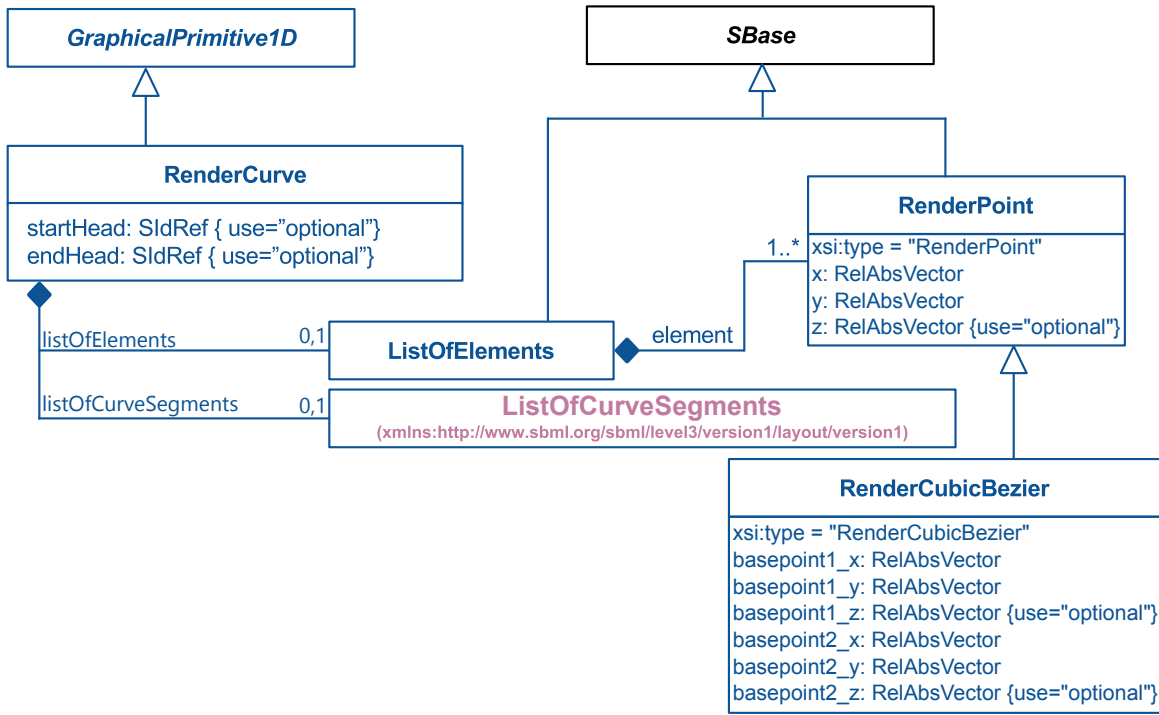 GraphicalPrimitive1D
SBase
RenderCurve
startHead: SIdRef { use=”optional”}
endHead: SIdRef { use=”optional”}
RenderPoint
xsi:type = "RenderPoint"
x: RelAbsVector
y: RelAbsVector
z: RelAbsVector {use="optional"}
1..*
listOfElements
0,1
ListOfElements
element
listOfCurveSegments
0,1
ListOfCurveSegments
(xmlns:http://www.sbml.org/sbml/level3/version1/layout/version1)
RenderCubicBezier
xsi:type = "RenderCubicBezier"
basepoint1_x: RelAbsVector
basepoint1_y: RelAbsVector
basepoint1_z: RelAbsVector {use="optional"}
basepoint2_x: RelAbsVector
basepoint2_y: RelAbsVector
basepoint2_z: RelAbsVector {use="optional"}